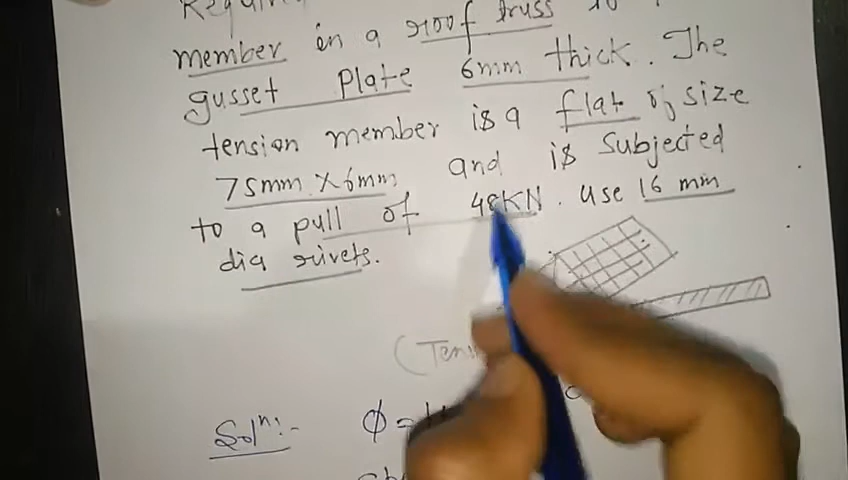 member in a roof truss to
gusset Plate 6mm thick. The
tension member is a flat of size
75mm x 6mm and is subjected
to a pull of 48KN. use 16 mm
dia rivets.
Solⁿ:- ϕ =